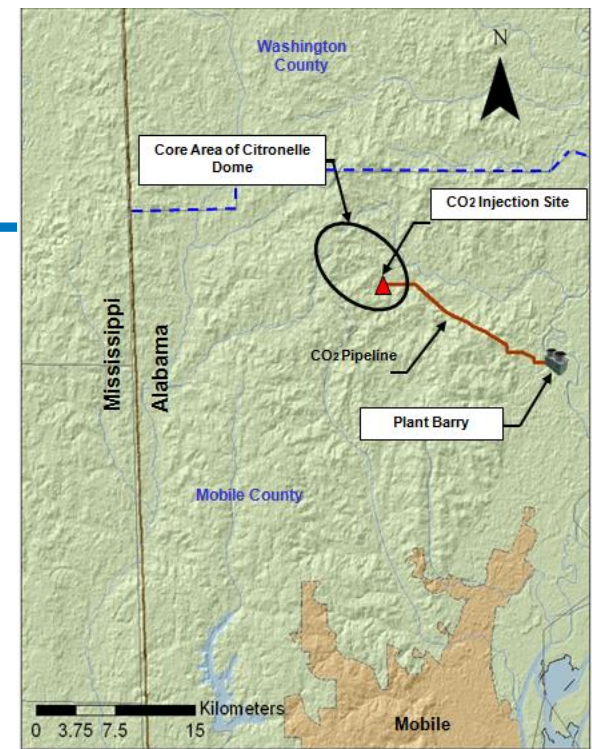 Washington
County
N
Core Area of Citronelle
Dome
CO2 Injection Site
Mississippi
Alabama
CO2 Pipeline
Plant Barry
Mobile County
Kilometers
0 3.75 7.5 15
Mobile